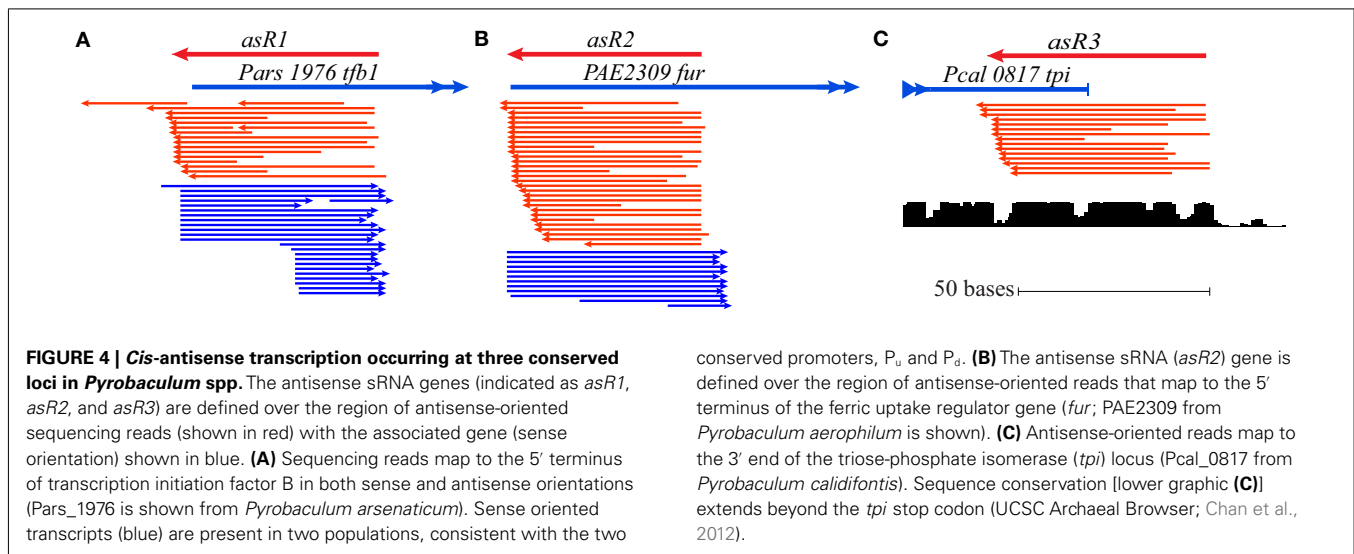 A
asR1
Pars 1976 tfb1
B
asR2
PAE2309 fur
C
asR3
Pcal 0817 tpi
50 bases
FIGURE 4 | Cis-antisense transcription occurring at three conserved
loci in Pyrobaculum spp. The antisense sRNA genes (indicated as asR1,
asR2, and asR3) are defined over the region of antisense-oriented
sequencing reads (shown in red) with the associated gene (sense
orientation) shown in blue. (A) Sequencing reads map to the 5′ terminus
of transcription initiation factor B in both sense and antisense orientations
(Pars_1976 is shown from Pyrobaculum arsenaticum). Sense oriented
transcripts (blue) are present in two populations, consistent with the two
conserved promoters, Pu and Pd. (B) The antisense sRNA (asR2) gene is
defined over the region of antisense-oriented reads that map to the 5′
terminus of the ferric uptake regulator gene (fur; PAE2309 from
Pyrobaculum aerophilum is shown). (C) Antisense-oriented reads map to
the 3′ end of the triose-phosphate isomerase (tpi) locus (Pcal_0817 from
Pyrobaculum calidifontis). Sequence conservation [lower graphic (C)]
extends beyond the tpi stop codon (UCSC Archaeal Browser; Chan et al.,
2012).